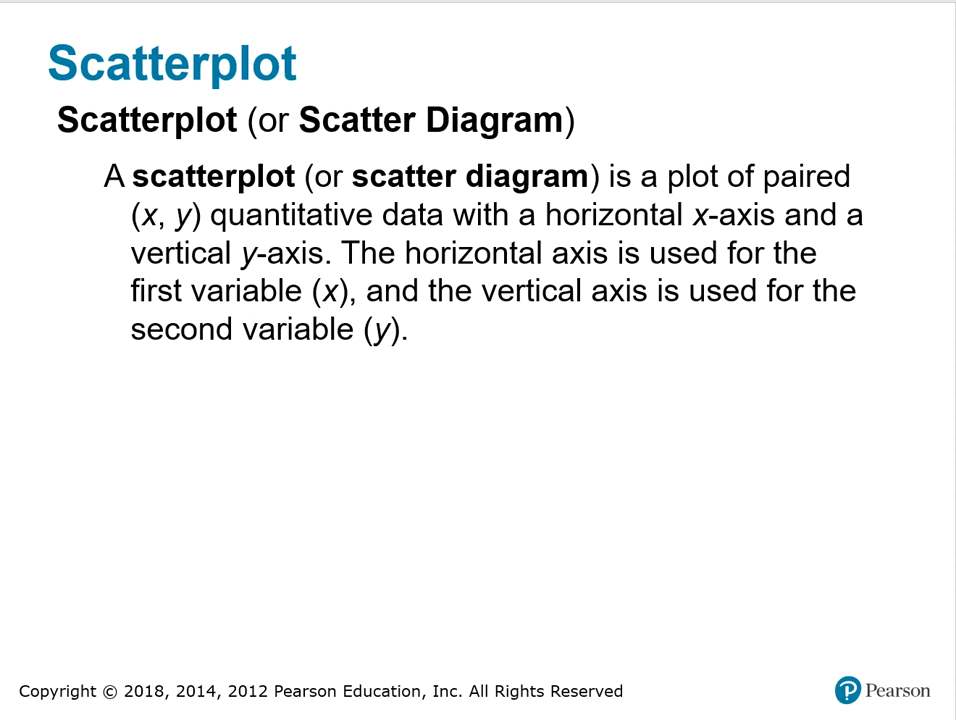 Scatterplot
Scatterplot (or Scatter Diagram)
A scatterplot (or scatter diagram) is a plot of paired
(x, y) quantitative data with a horizontal x-axis and a
vertical y-axis. The horizontal axis is used for the
first variable (x), and the vertical axis is used for the
second variable (y).
Copyright © 2018, 2014, 2012 Pearson Education, Inc. All Rights Reserved
P Pearson